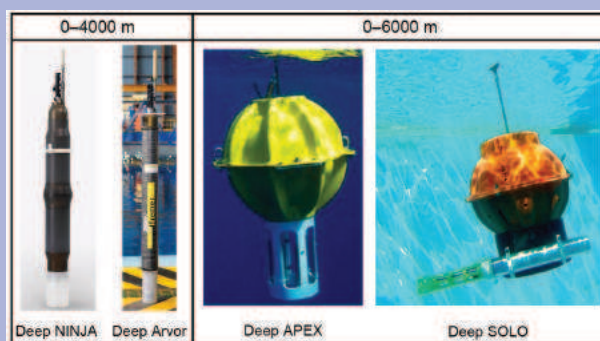 0–4000 m
0–6000 m
Deep NINJA
Deep Arvor
Deep APEX
Deep SOLO